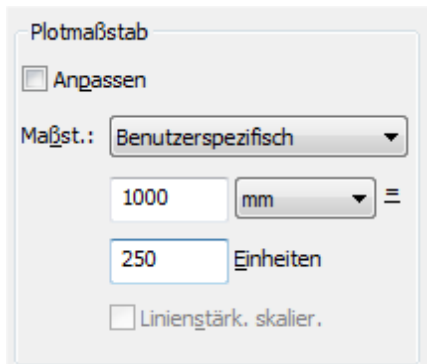 Plotmaßstab
Anpassen
Maßst.: Benutzerspezifisch
1000 mm =
250 Einheiten
Linienstärk. skalier.